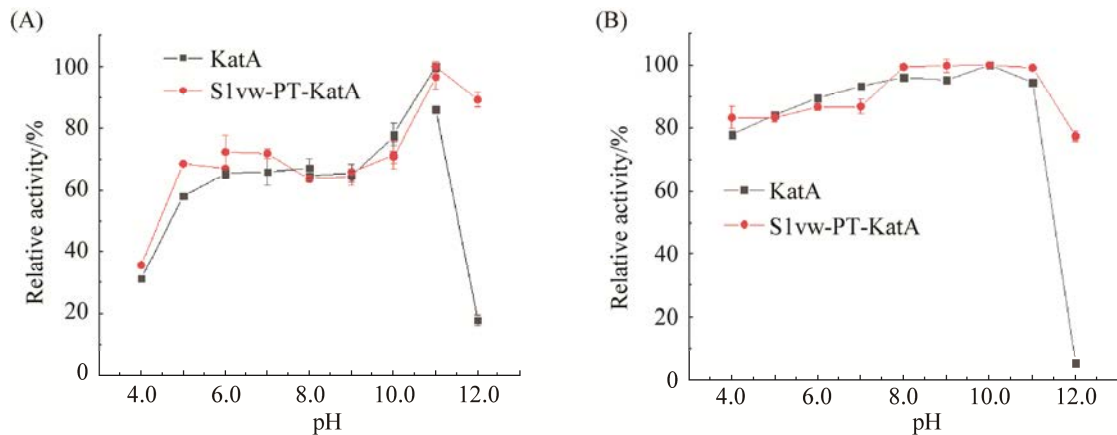 (A)
KatA
S1vw-PT-KatA
Relative activity/%
100
80
60
40
20
0
4.0 6.0 8.0 10.0 12.0
pH
(B)
KatA
S1vw-PT-KatA
Relative activity/%
100
80
60
40
20
0
4.0 6.0 8.0 10.0 12.0
pH